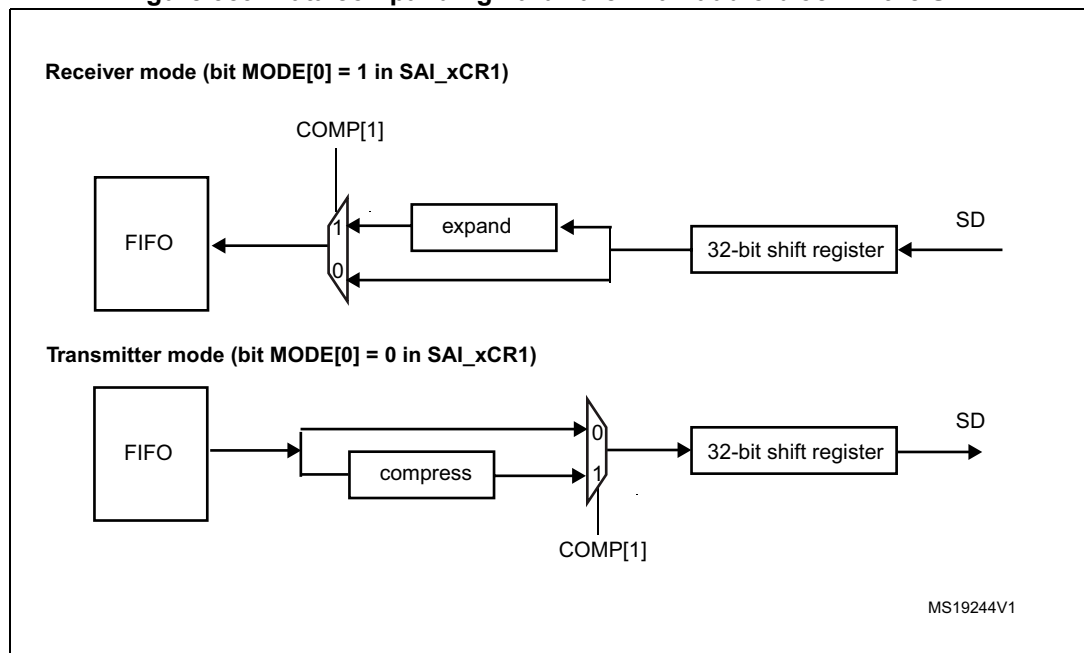 Receiver mode (bit MODE[0] = 1 in SAI_xCR1)
COMP[1]
FIFO
1
0
expand
32-bit shift register
SD
Transmitter mode (bit MODE[0] = 0 in SAI_xCR1)
FIFO
compress
0
1
COMP[1]
32-bit shift register
SD
MS19244V1